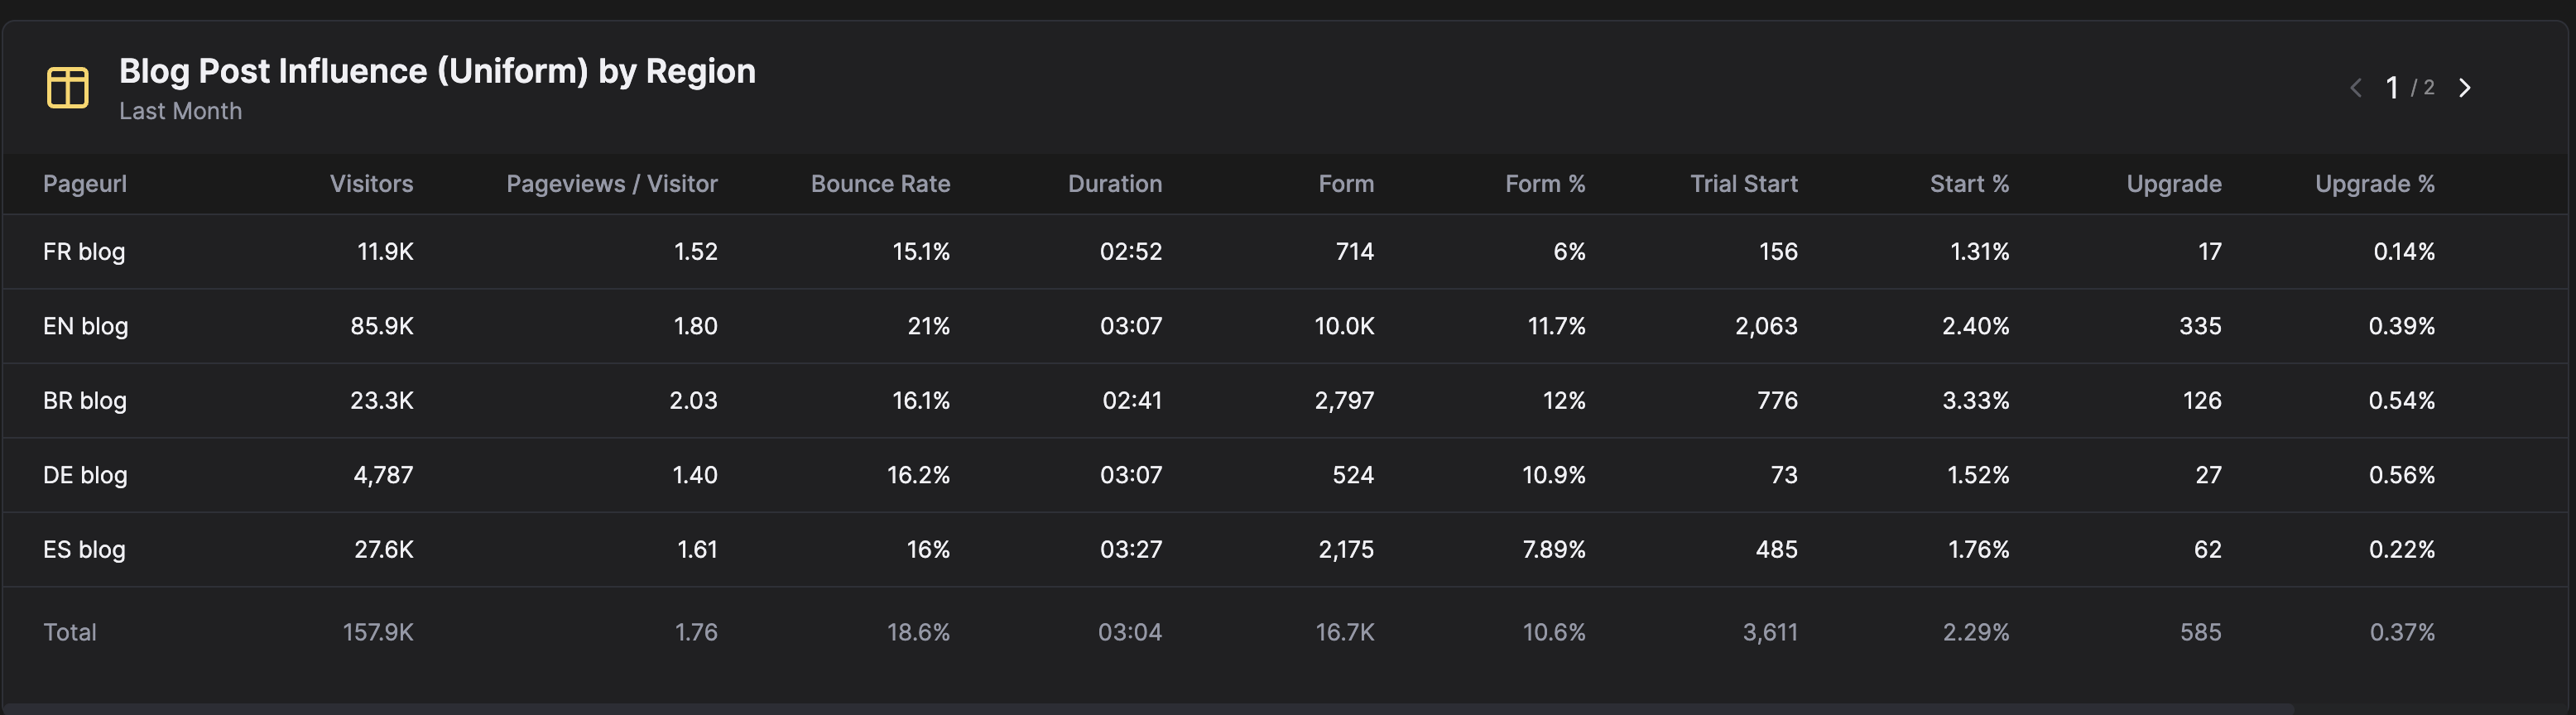 Blog Post Influence (Uniform) by Region
Last Month
1 / 2
Pageurl Visitors Pageviews / Visitor Bounce Rate Duration Form Form % Trial Start Start % Upgrade Upgrade %
FR blog 11.9K 1.52 15.1% 02:52 714 6% 156 1.31% 17 0.14%
EN blog 85.9K 1.80 21% 03:07 10.0K 11.7% 2,063 2.40% 335 0.39%
BR blog 23.3K 2.03 16.1% 02:41 2,797 12% 776 3.33% 126 0.54%
DE blog 4,787 1.40 16.2% 03:07 524 10.9% 73 1.52% 27 0.56%
ES blog 27.6K 1.61 16% 03:27 2,175 7.89% 485 1.76% 62 0.22%
Total 157.9K 1.76 18.6% 03:04 16.7K 10.6% 3,611 2.29% 585 0.37%